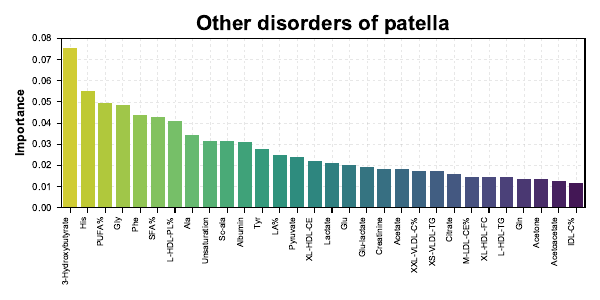 Other disorders of patella
Importance
0.08
0.07
0.06
0.05
0.04
0.03
0.02
0.01
0.00
3-Hydroxybutyrate
His
PUFA%
Gly
Phe
SFA%
L-HDL-PL%
Ala
Unsaturation
Sc-ala
Albumin
Tyr
LA%
Pyruvate
XL-HDL-CE
Lactate
Glu
Glu-lactate
Creatinine
Acetate
XXL-VLDL-C%
XS-VLDL-TG
Citrate
M-LDL-CE%
XL-HDL-FC
L-HDL-TG
Gln
Acetone
Acetoacetate
IDL-C%